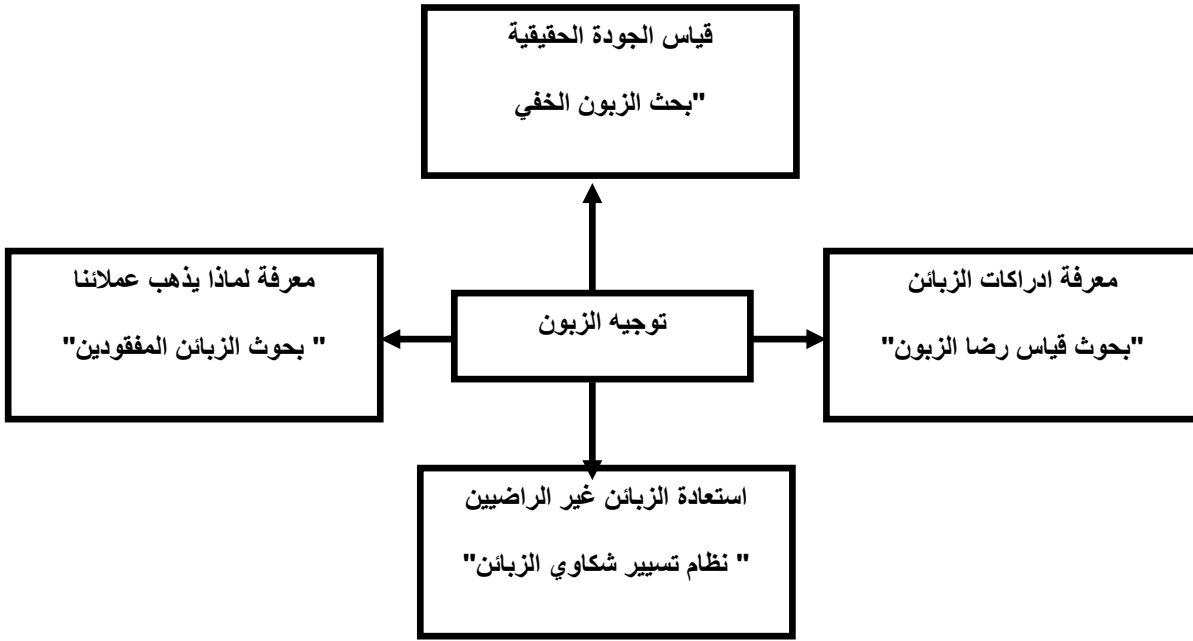 قياس الجودة الحقيقية
"بحث الزبون الخفي
معرفة ادراكات الزبائن
"بحوث قياس رضا الزبون"
توجيه الزبون
معرفة لماذا يذهب عملائنا
" بحوث الزبائن المفقودين"
استعادة الزبائن غير الراضيين
" نظام تسيير شكاوي الزبائن"